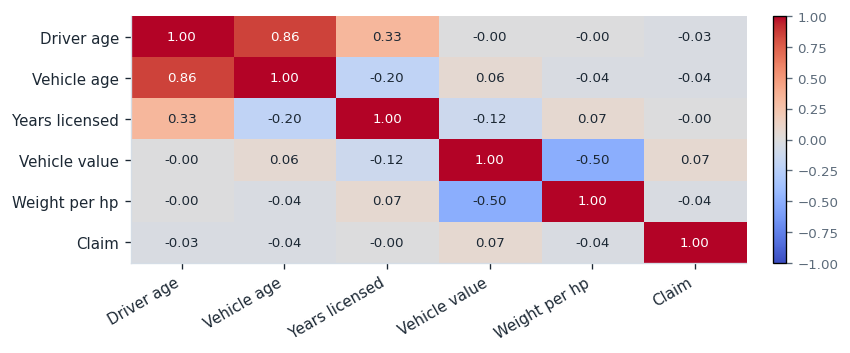 Driver age 1.00 0.86 0.33 -0.00 -0.00 -0.03
Vehicle age 0.86 1.00 -0.20 0.06 -0.04 -0.04
Years licensed 0.33 -0.20 1.00 -0.12 0.07 -0.00
Vehicle value -0.00 0.06 -0.12 1.00 -0.50 0.07
Weight per hp -0.00 -0.04 0.07 -0.50 1.00 -0.04
Claim -0.03 -0.04 -0.00 0.07 -0.04 1.00
Driver age Vehicle age Years licensed Vehicle value Weight per hp Claim
1.00
0.75
0.50
0.25
0.00
−0.25
−0.50
−0.75
−1.00